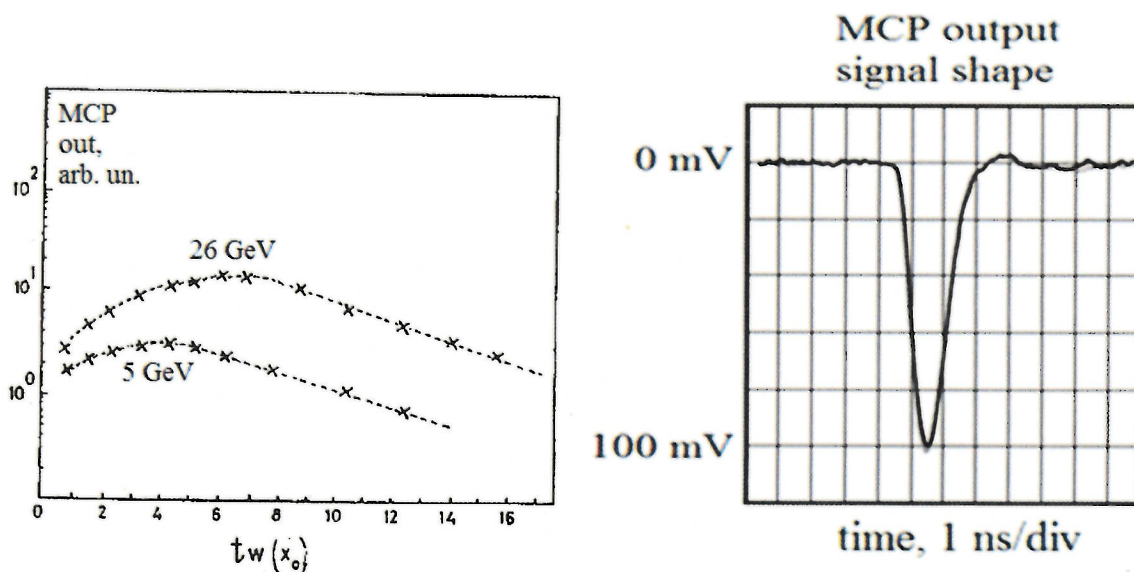 MCP
out,
arb. un.
10²
10¹
10⁰
26 GeV
5 GeV
0 2 4 6 8 10 12 14 16
tw (x₀)
MCP output
signal shape
0 mV
100 mV
time, 1 ns/div